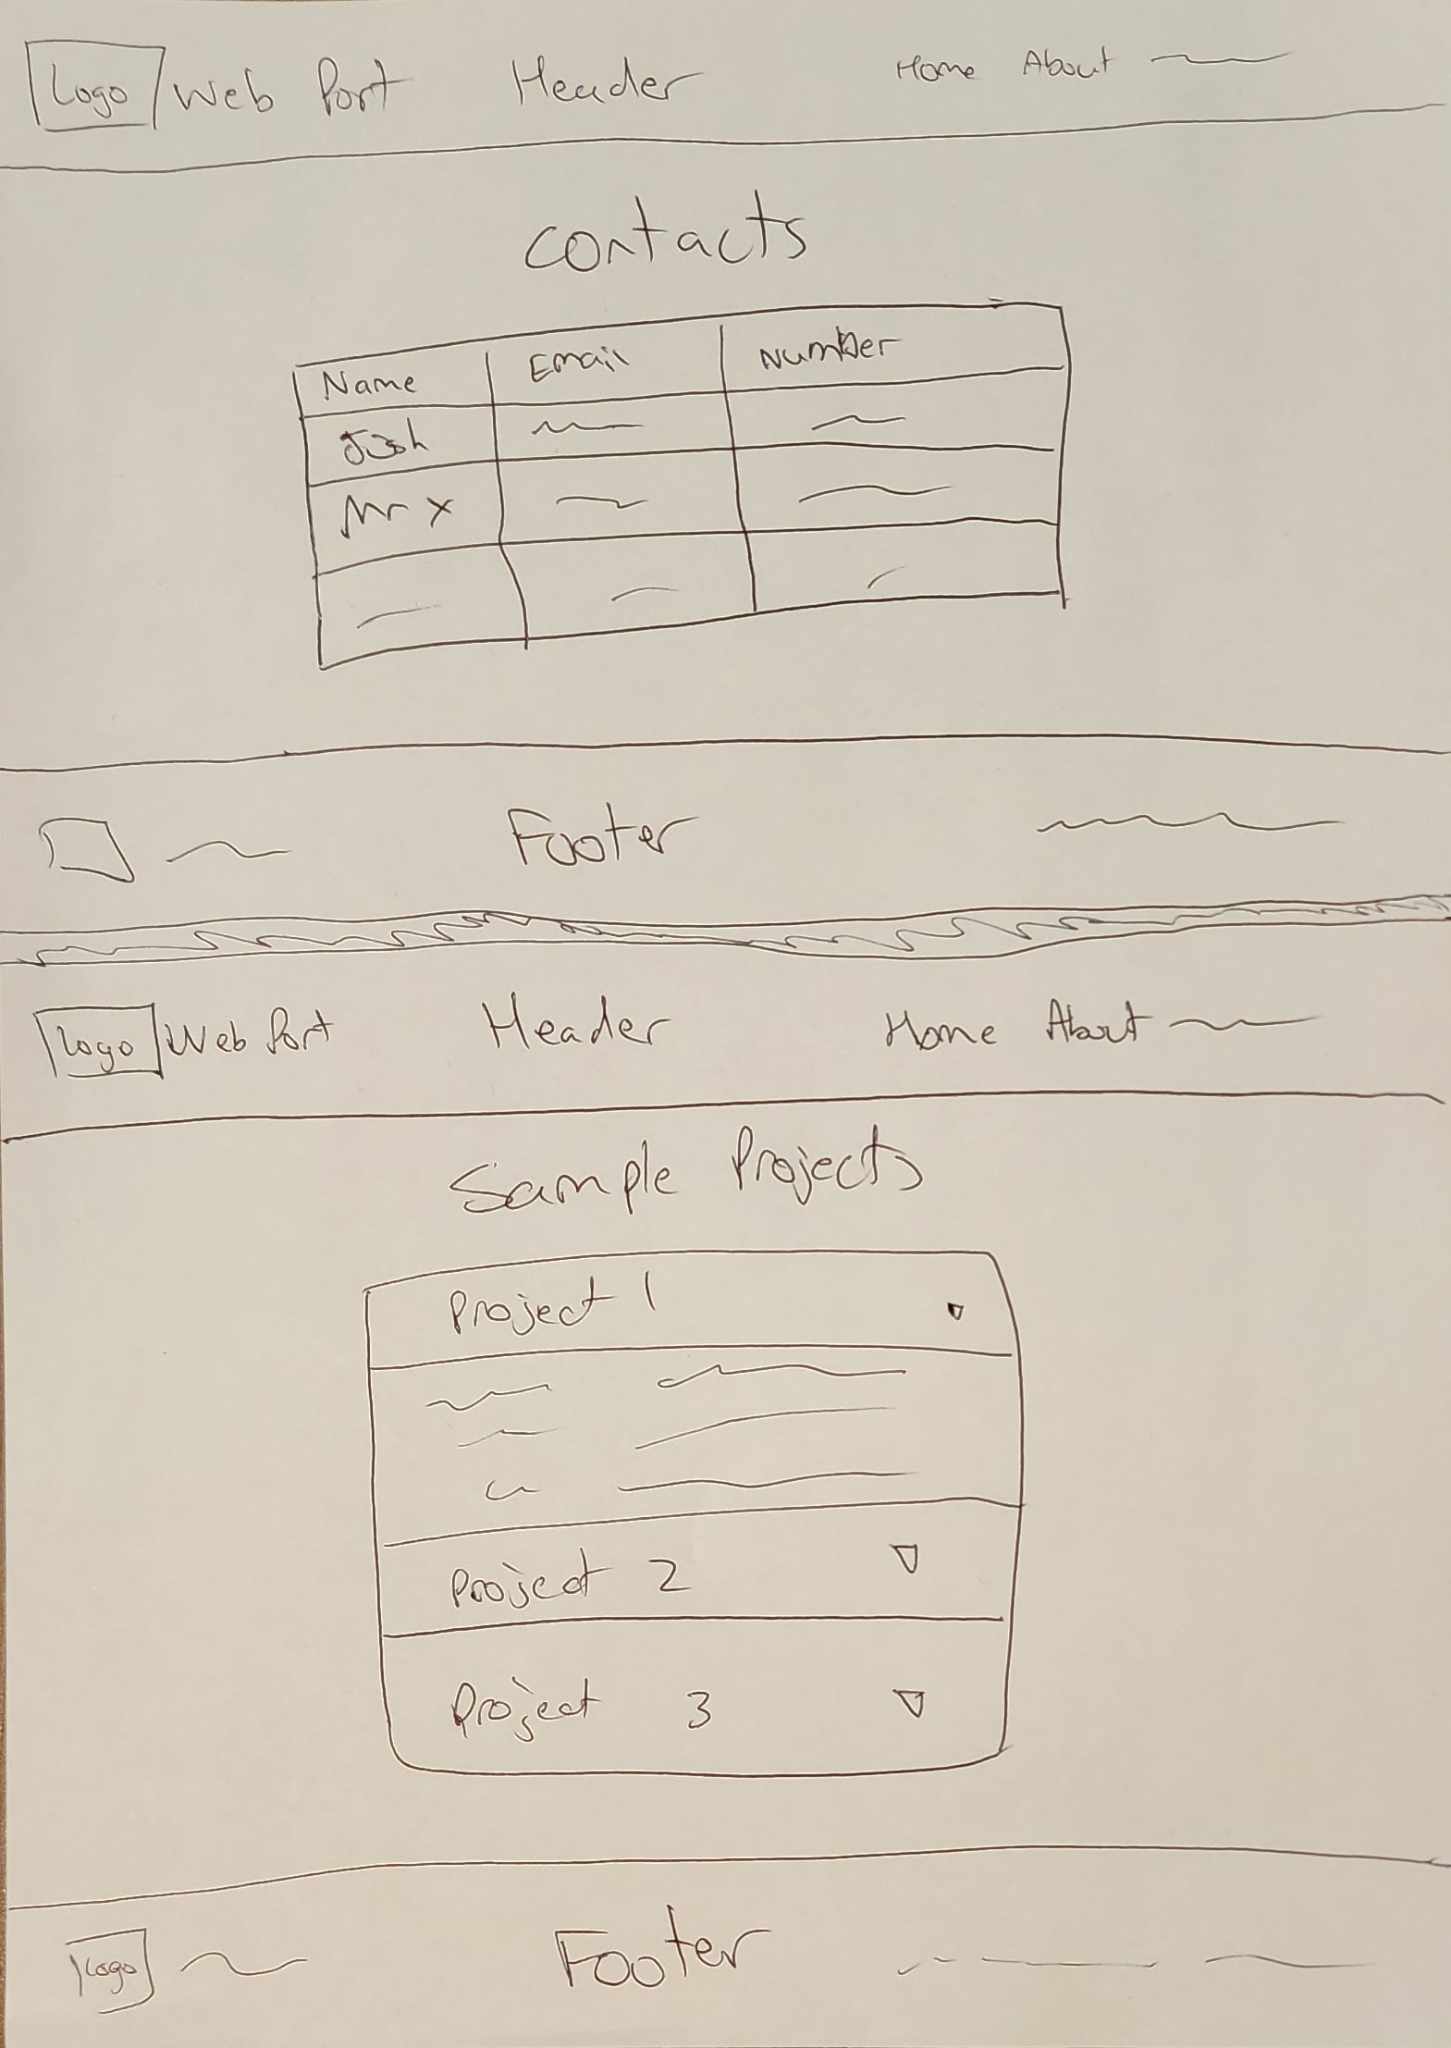 Logo Web Port Header Home About
Contacts
Name Email Number
Josh
Mr X
Footer
Logo Web Port Header Home About
Sample Projects
Project 1
Project 2
Project 3
Logo Footer